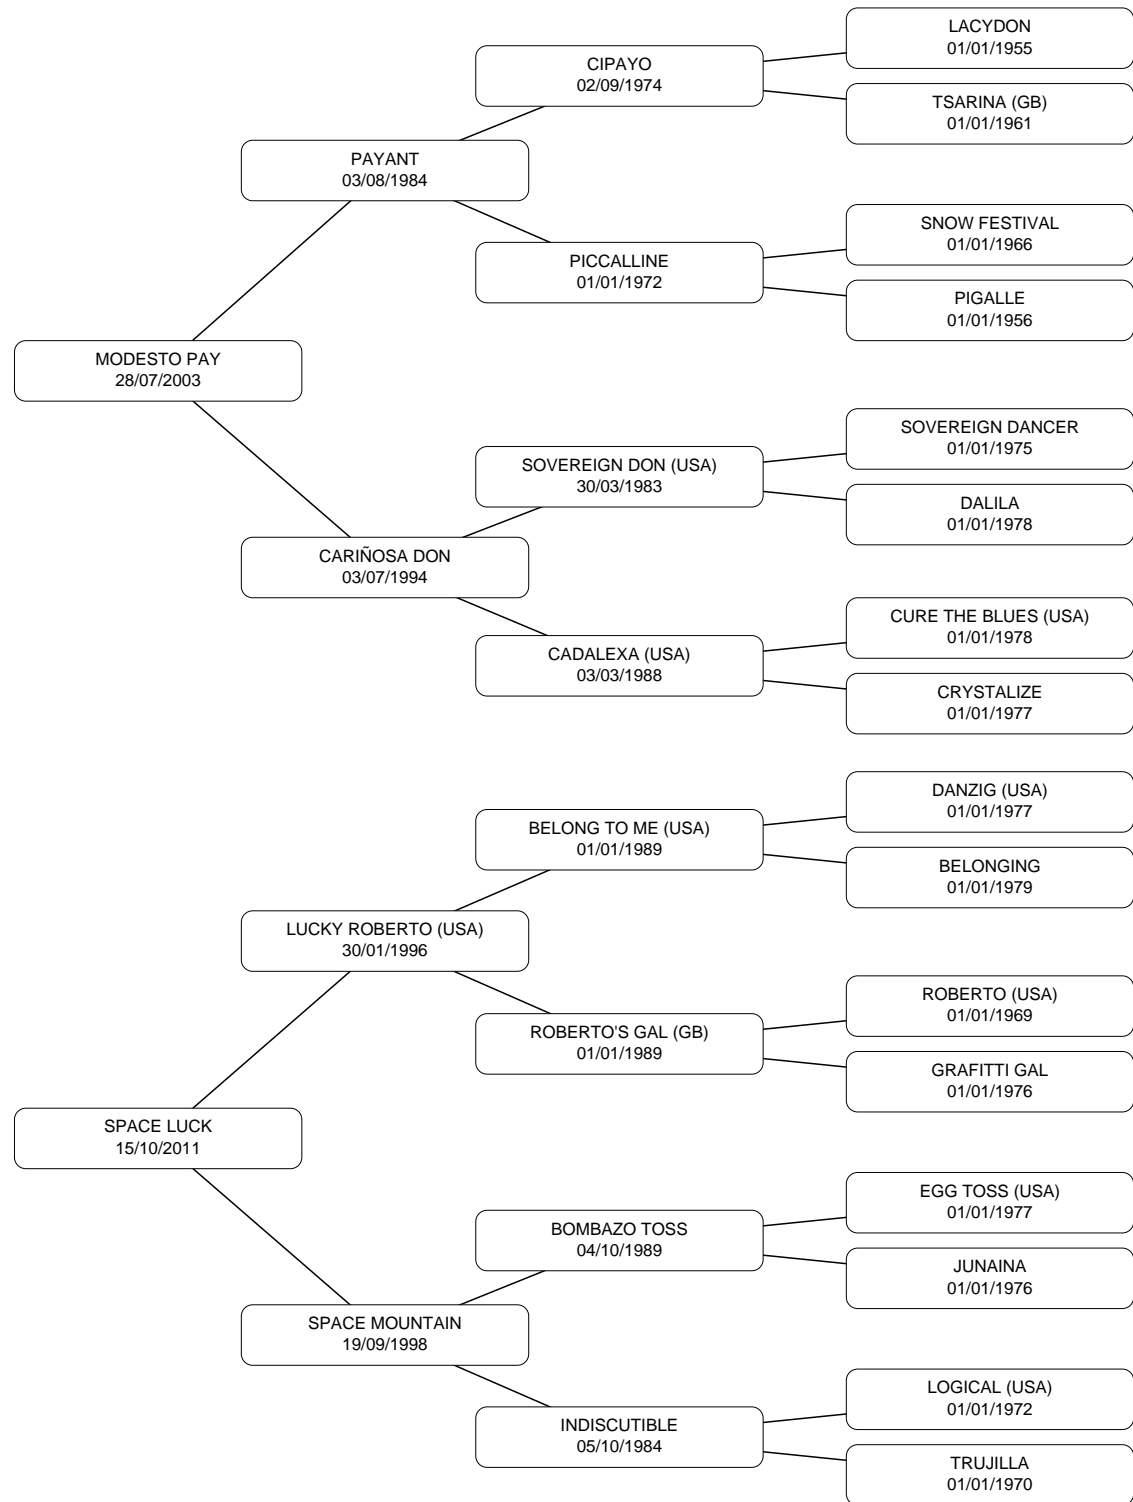 LACYDON
01/01/1955
CIPAYO
02/09/1974
TSARINA (GB)
01/01/1961
PAYANT
03/08/1984
SNOW FESTIVAL
01/01/1966
PICCALLINE
01/01/1972
PIGALLE
01/01/1956
MODESTO PAY
28/07/2003
SOVEREIGN DANCER
01/01/1975
SOVEREIGN DON (USA)
30/03/1983
DALILA
01/01/1978
CARIÑOSA DON
03/07/1994
CURE THE BLUES (USA)
01/01/1978
CADALEXA (USA)
03/03/1988
CRYSTALIZE
01/01/1977
DANZIG (USA)
01/01/1977
BELONG TO ME (USA)
01/01/1989
BELONGING
01/01/1979
LUCKY ROBERTO (USA)
30/01/1996
ROBERTO (USA)
01/01/1969
ROBERTO'S GAL (GB)
01/01/1989
GRAFITTI GAL
01/01/1976
SPACE LUCK
15/10/2011
EGG TOSS (USA)
01/01/1977
BOMBAZO TOSS
04/10/1989
JUNAINA
01/01/1976
SPACE MOUNTAIN
19/09/1998
LOGICAL (USA)
01/01/1972
INDISCUTIBLE
05/10/1984
TRUJILLA
01/01/1970